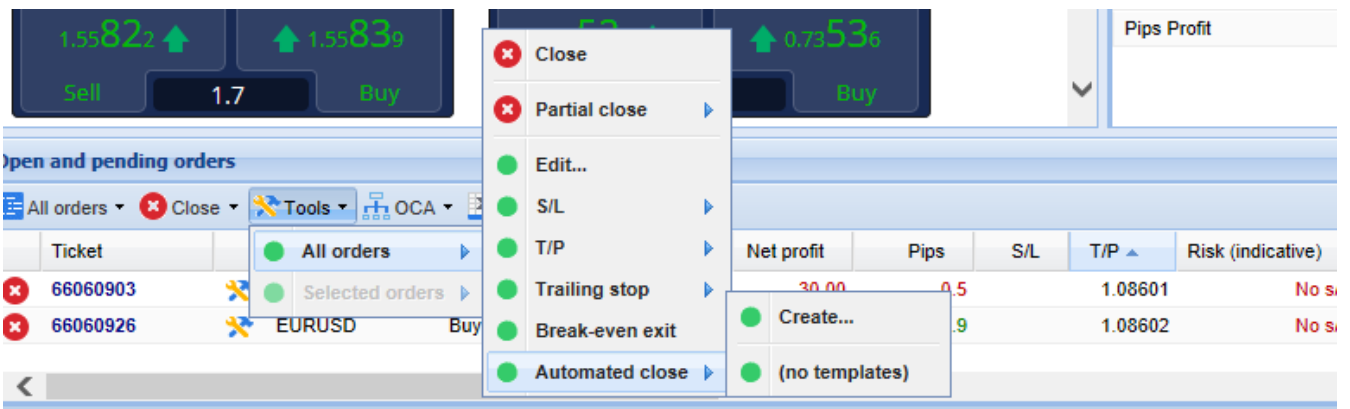 1.55822 1.55839 0.73536
Pips Profit
Sell 1.7 Buy Buy
Close
Partial close
Edit...
S/L
T/P
Trailing stop
Break-even exit
Automated close
Create...
(no templates)
Open and pending orders
All orders Close Tools OCA
All orders
Selected orders
Ticket Net profit Pips S/L T/P Risk (indicative)
66060903 30.00 0.5 1.08601 No
66060926 EURUSD Buy .9 1.08602 No